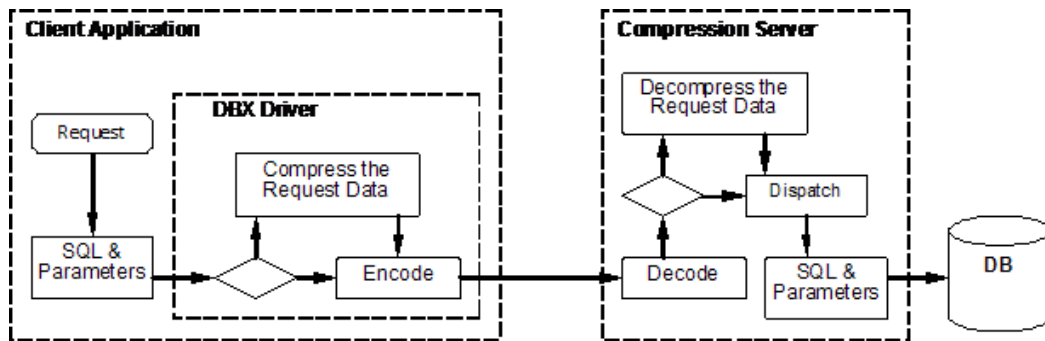 Client Application
DBX Driver
Request
Compress the
Request Data
SQL &
Parameters
Encode
Compression Server
Decompress the
Request Data
Dispatch
Decode
SQL &
Parameters
DB